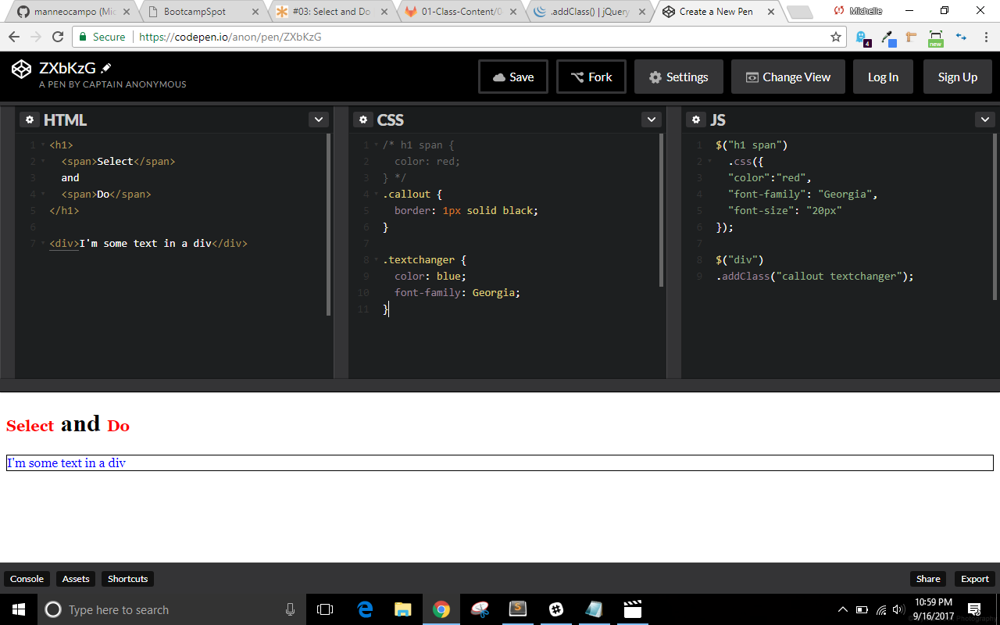 manneocampo (Mic
BootcampSpot
#03: Select and Do
01-Class-Content/0
.addClass() | jQuery
Create a New Pen
Michelle
Secure
https://codepen.io/anon/pen/ZXbKzG
4
new
ZXbKzG
A PEN BY CAPTAIN ANONYMOUS
Save
Fork
Settings
Change View
Log In
Sign Up
HTML
1 <h1>
2 <span>Select</span>
3 and
4 <span>Do</span>
5 </h1>
6
7 <div>I'm some text in a div</div>
CSS
1 /* h1 span {
2 color: red;
3 } */
4 .callout {
5 border: 1px solid black;
6 }
7
8 .textchanger {
9 color: blue;
10 font-family: Georgia;
11 }
JS
1 $("h1 span")
2 .css({
3 "color":"red",
4 "font-family": "Georgia",
5 "font-size": "20px"
6 });
7
8 $("div")
9 .addClass("callout textchanger");
Select and Do
I'm some text in a div
Console
Assets
Shortcuts
Share
Export
Type here to search
S
10:59 PM
9/16/2017